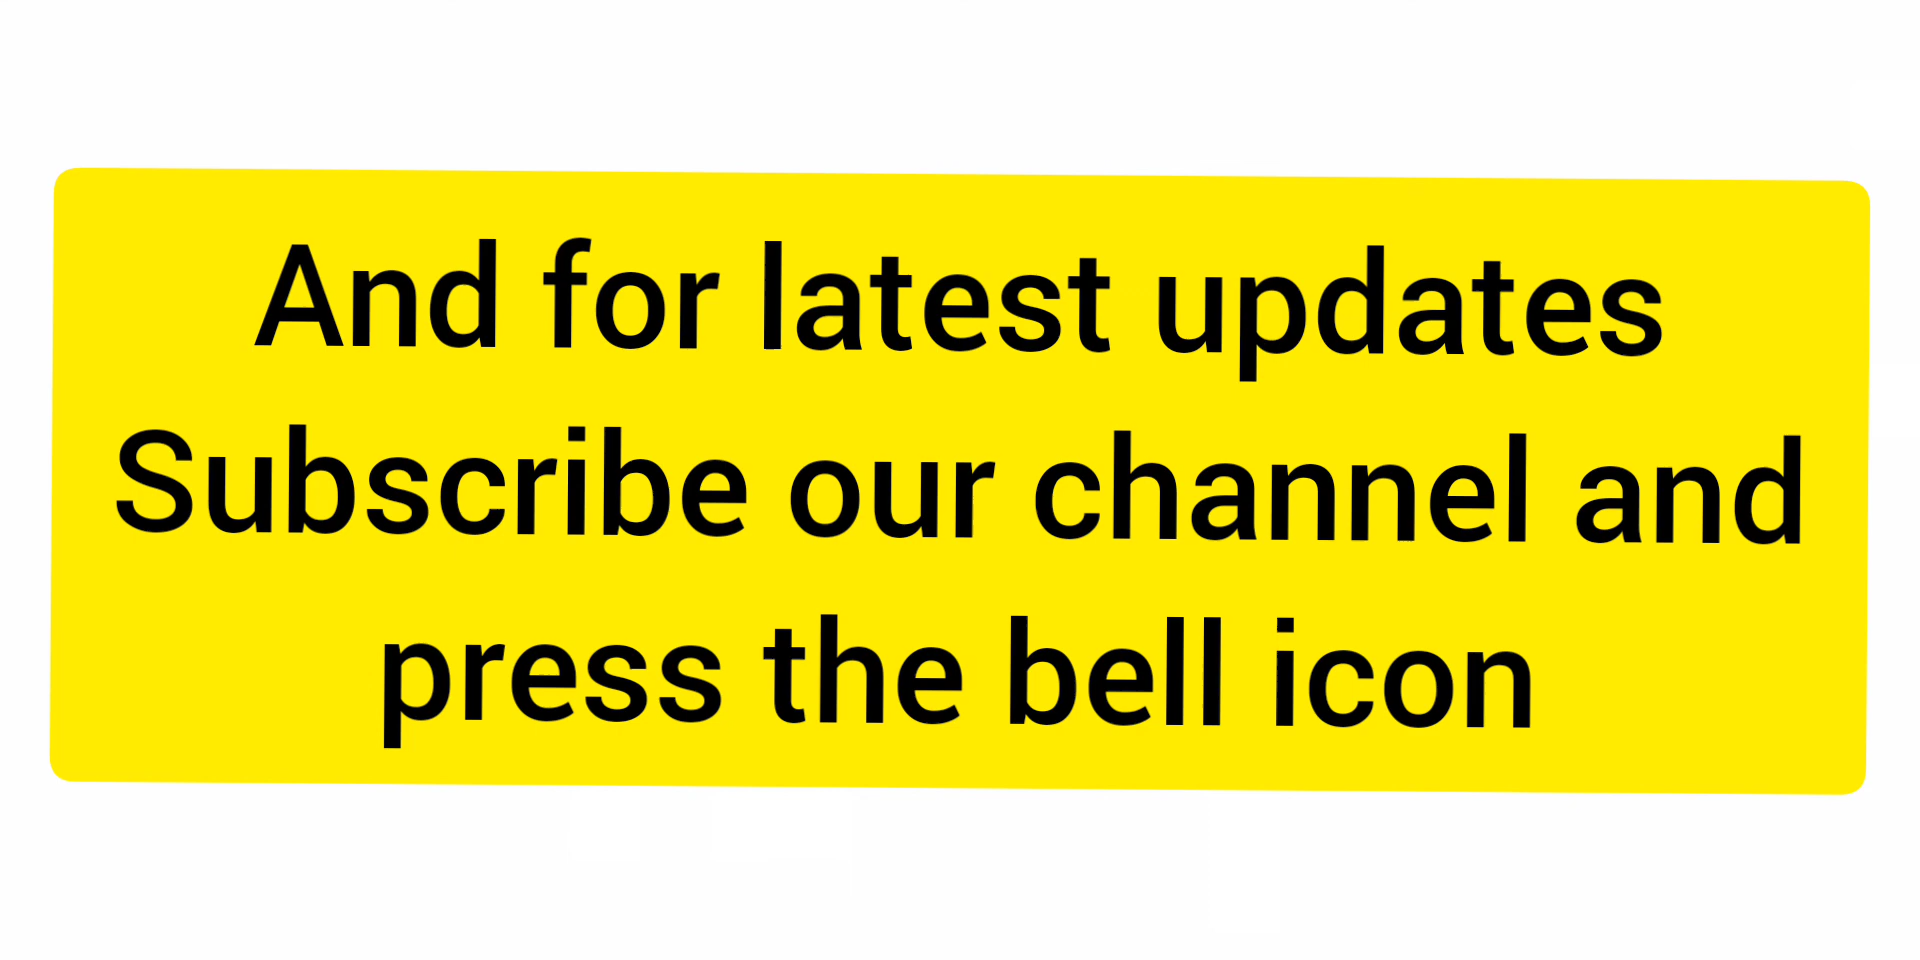 And for latest updates
Subscribe our channel and
press the bell icon